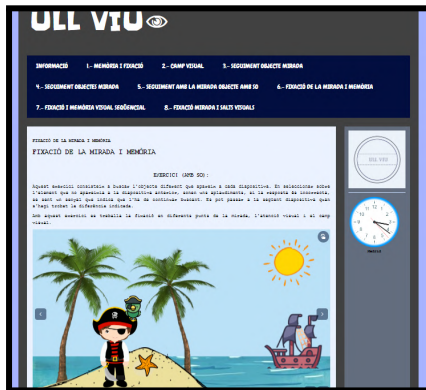 ULL VIU
INFORMACIÓ 1.- MEMÒRIA I FIXACIÓ 2.- CAMP VISUAL 3.- SEGUIMENT OBJECTE MIRADA
4.- SEGUIMENT OBJECTES MIRADA 5.- SEGUIMENT AMB LA MIRADA OBJECTE AMB SO 6.- FIXACIÓ DE LA MIRADA I MEMÒRIA
7.- FIXACIÓ I MEMÒRIA VISUAL SEQÜENCIAL 8.- FIXACIÓ MIRADA I SALTS VISUALS
FIXACIÓ DE LA MIRADA I MEMÒRIA
FIXACIÓ DE LA MIRADA I MEMÒRIA
EXERCICI (AMB SO):
Aquest exercici consisteix a buscar l'objecte diferent que apareix a cada diapositiva. En seleccionar sobre
l'element que no apareixia a la diapositiva anterior, sonen uns aplaudiments, si la resposta és incorrecta,
es sent un senyal que indica que l'ha de continuar buscant. Es pot passar a la següent diapositiva quan
s'hagi trobat la diferència indicada.
Amb aquest exercici es treballa la fixació en diferents punts de la mirada, l'atenció visual i el camp
visual.
ULL VIU